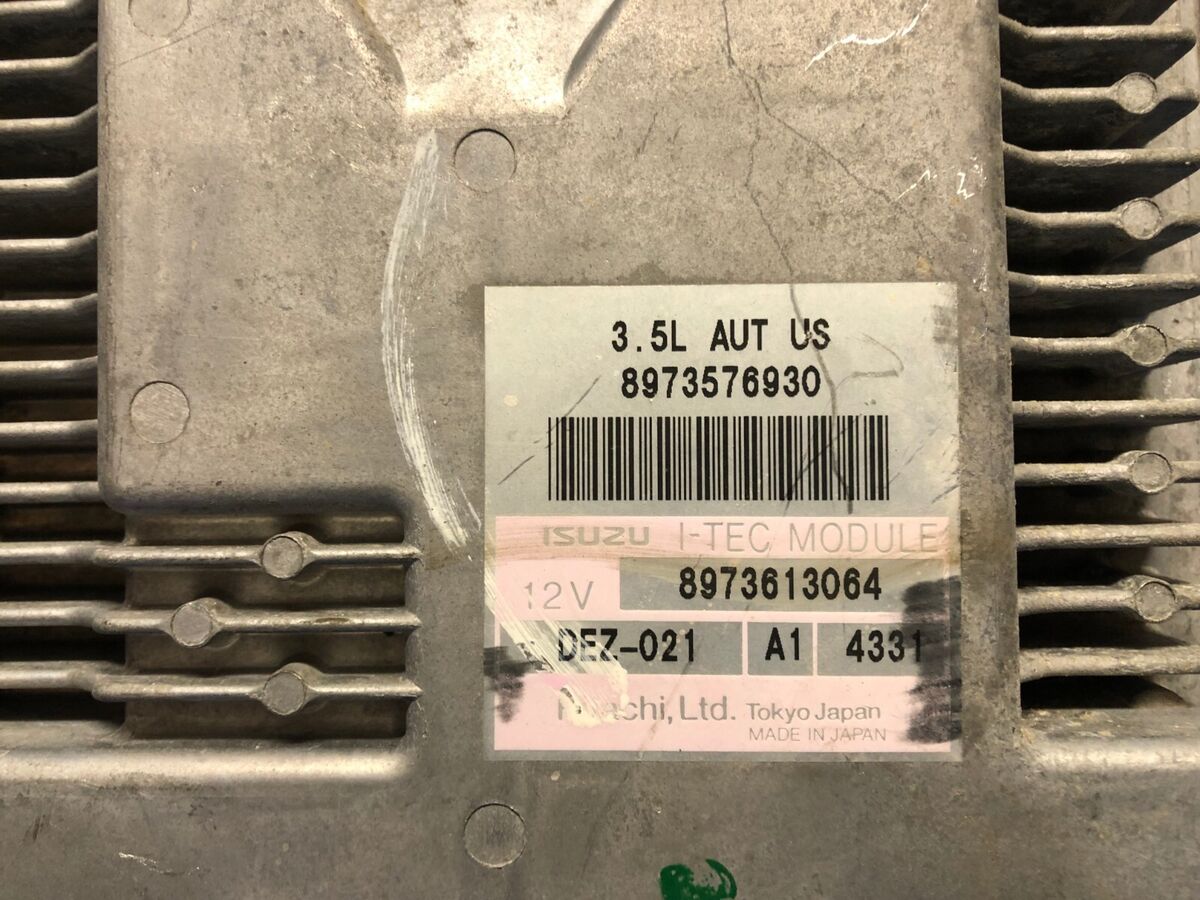 3.5L AUT US
8973576930
ISUZU I-TEC MODULE
12V 8973613064
DEZ-021 A1 4331
Hitachi, Ltd. Tokyo Japan
MADE IN JAPAN